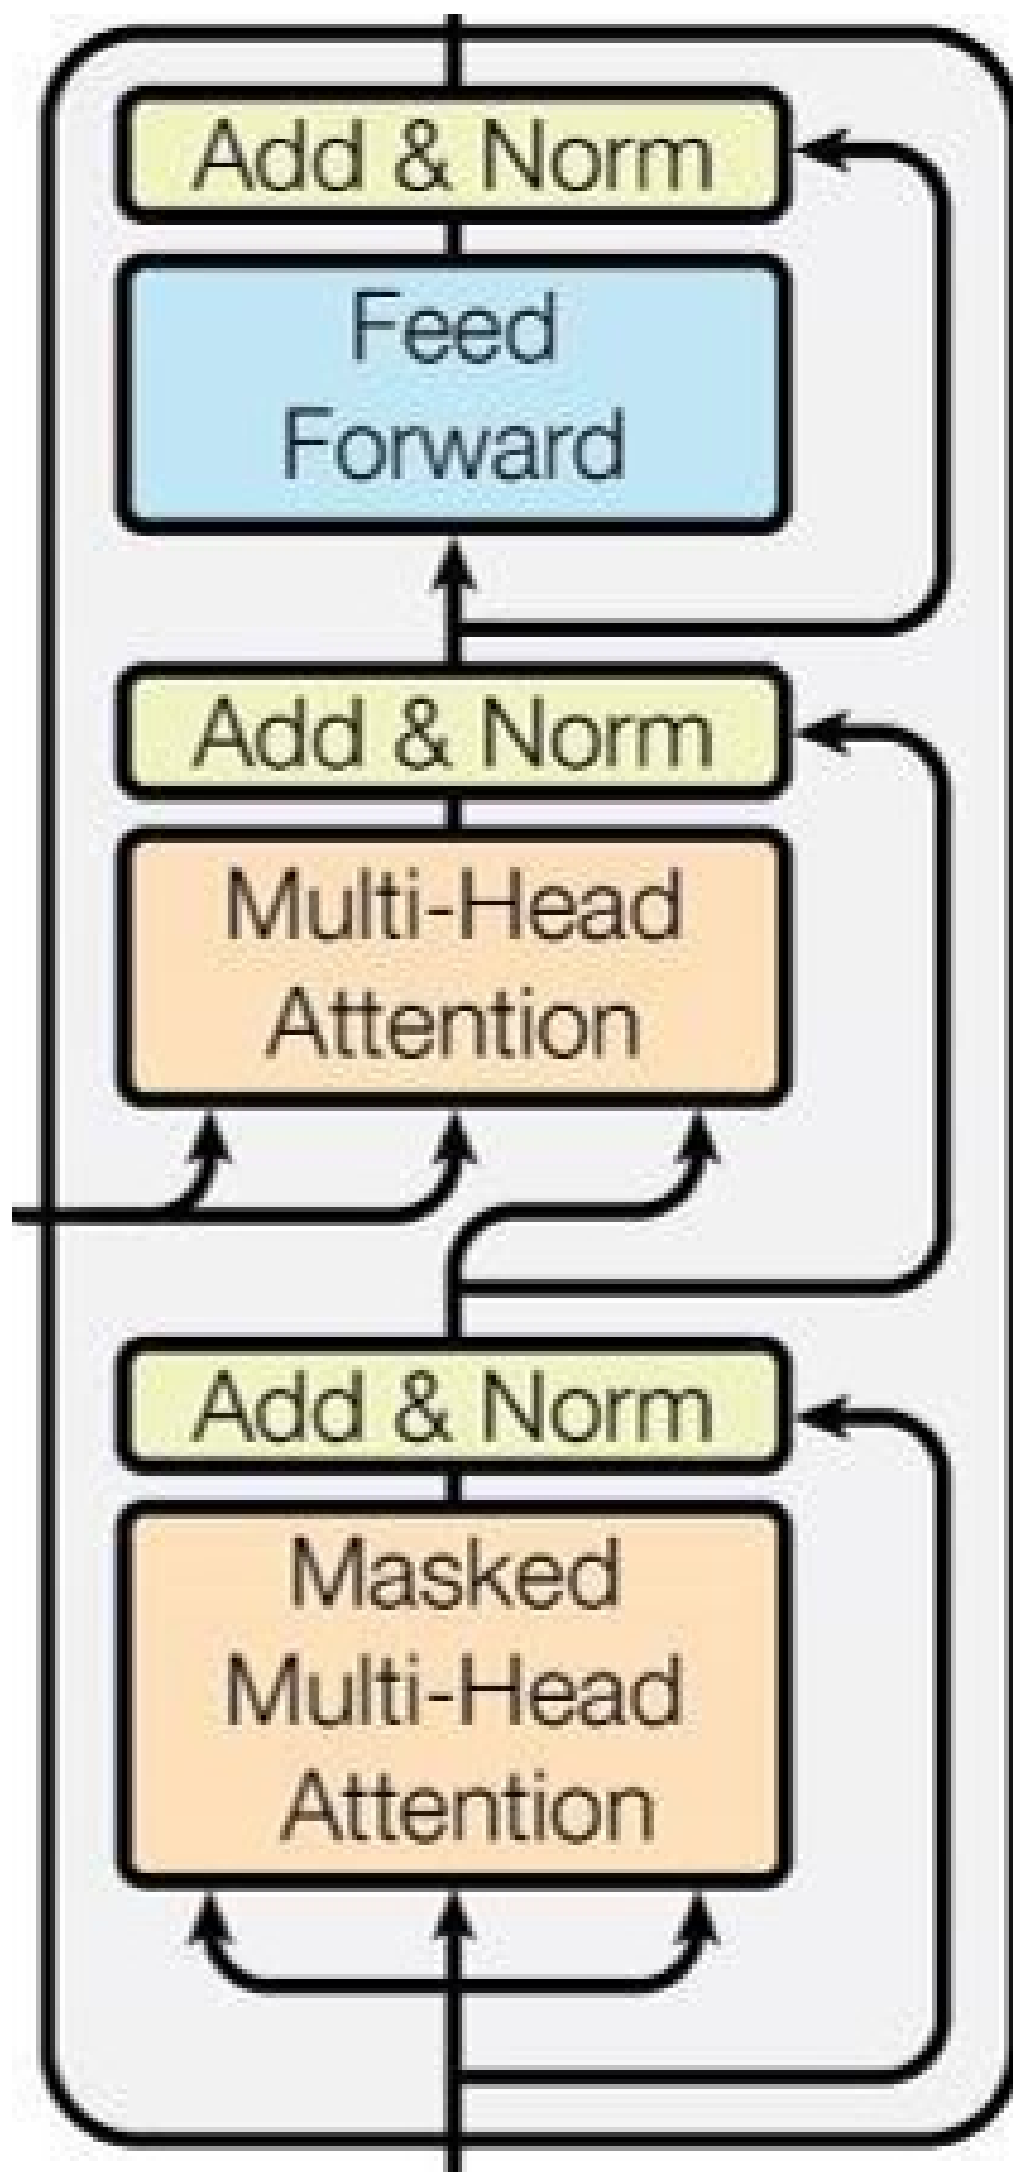 Add & Norm
Feed
Forward
Add & Norm
Multi-Head
Attention
Add & Norm
Masked
Multi-Head
Attention